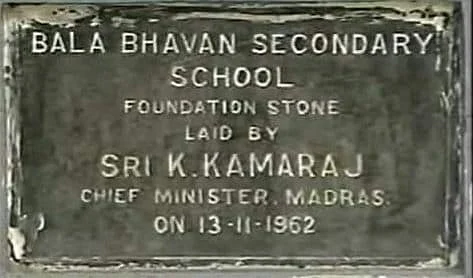 BALA BHAVAN SECONDARY
SCHOOL
FOUNDATION STONE
LAID BY
SRI K.KAMARAJ
CHIEF MINISTER. MADRAS.
ON 13-11-1962